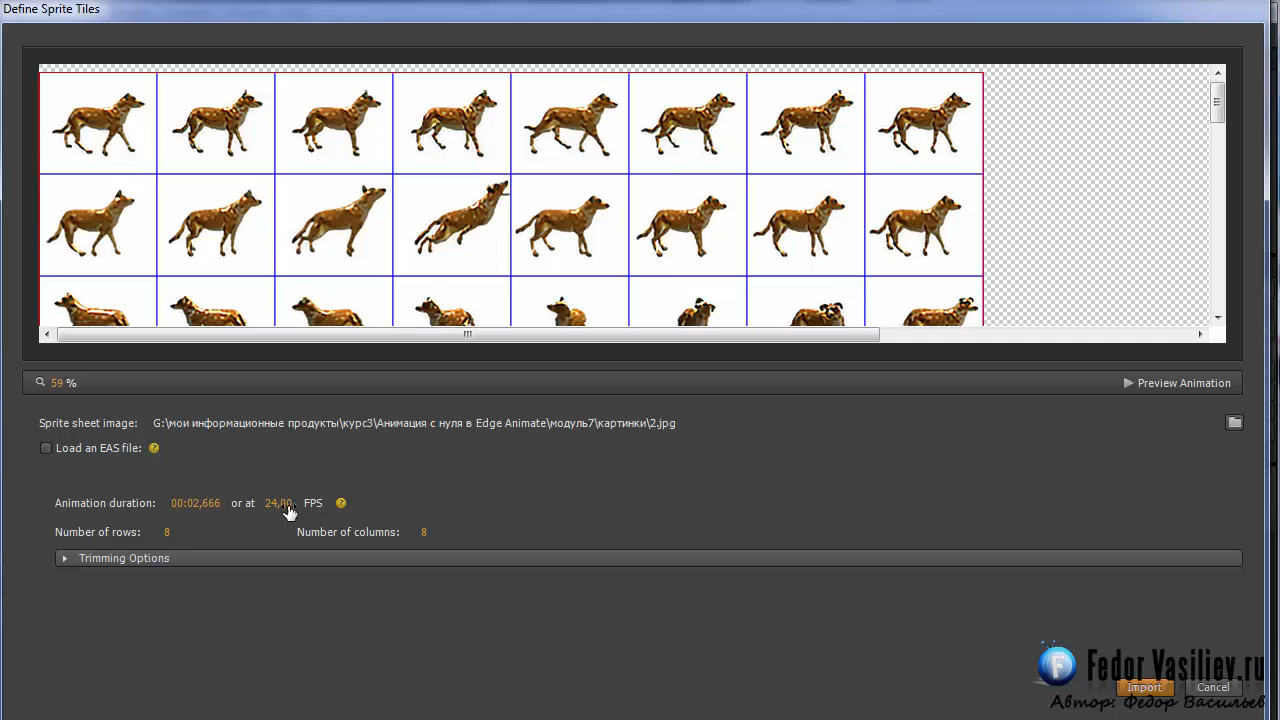 Define Sprite Tiles
59 %
Preview Animation
Sprite sheet image: G:\мои информационные продукты\курс3\Анимация с нуля в Edge Animate\модуль7\картинки\2.jpg
Load an EAS file: ?
Animation duration: 00:02,666 or at 24,00 FPS ?
Number of rows: 8 Number of columns: 8
Trimming Options
F Fedor Vasiliev.ru
Import Cancel
Автор: Федор Васильев